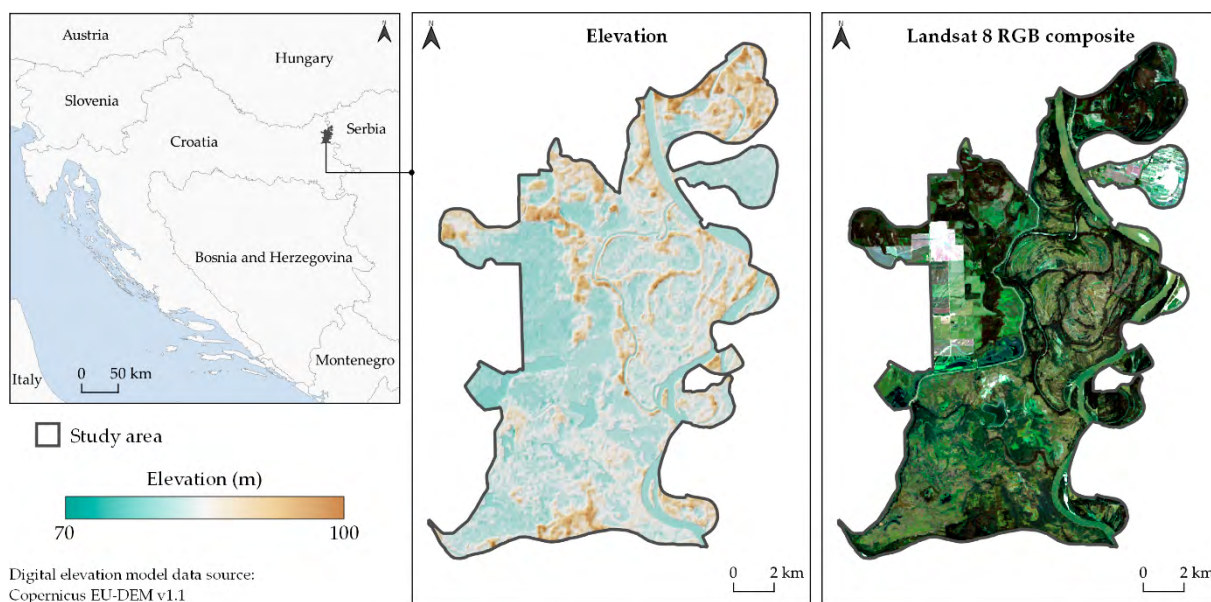 Austria
N
Hungary
Slovenia
Croatia
Serbia
Bosnia and Herzegovina
Montenegro
Italy
0 50 km
Study area
Elevation (m)
70 100
Digital elevation model data source:
Copernicus EU-DEM v1.1
N
Elevation
0 2 km
N
Landsat 8 RGB composite
0 2 km